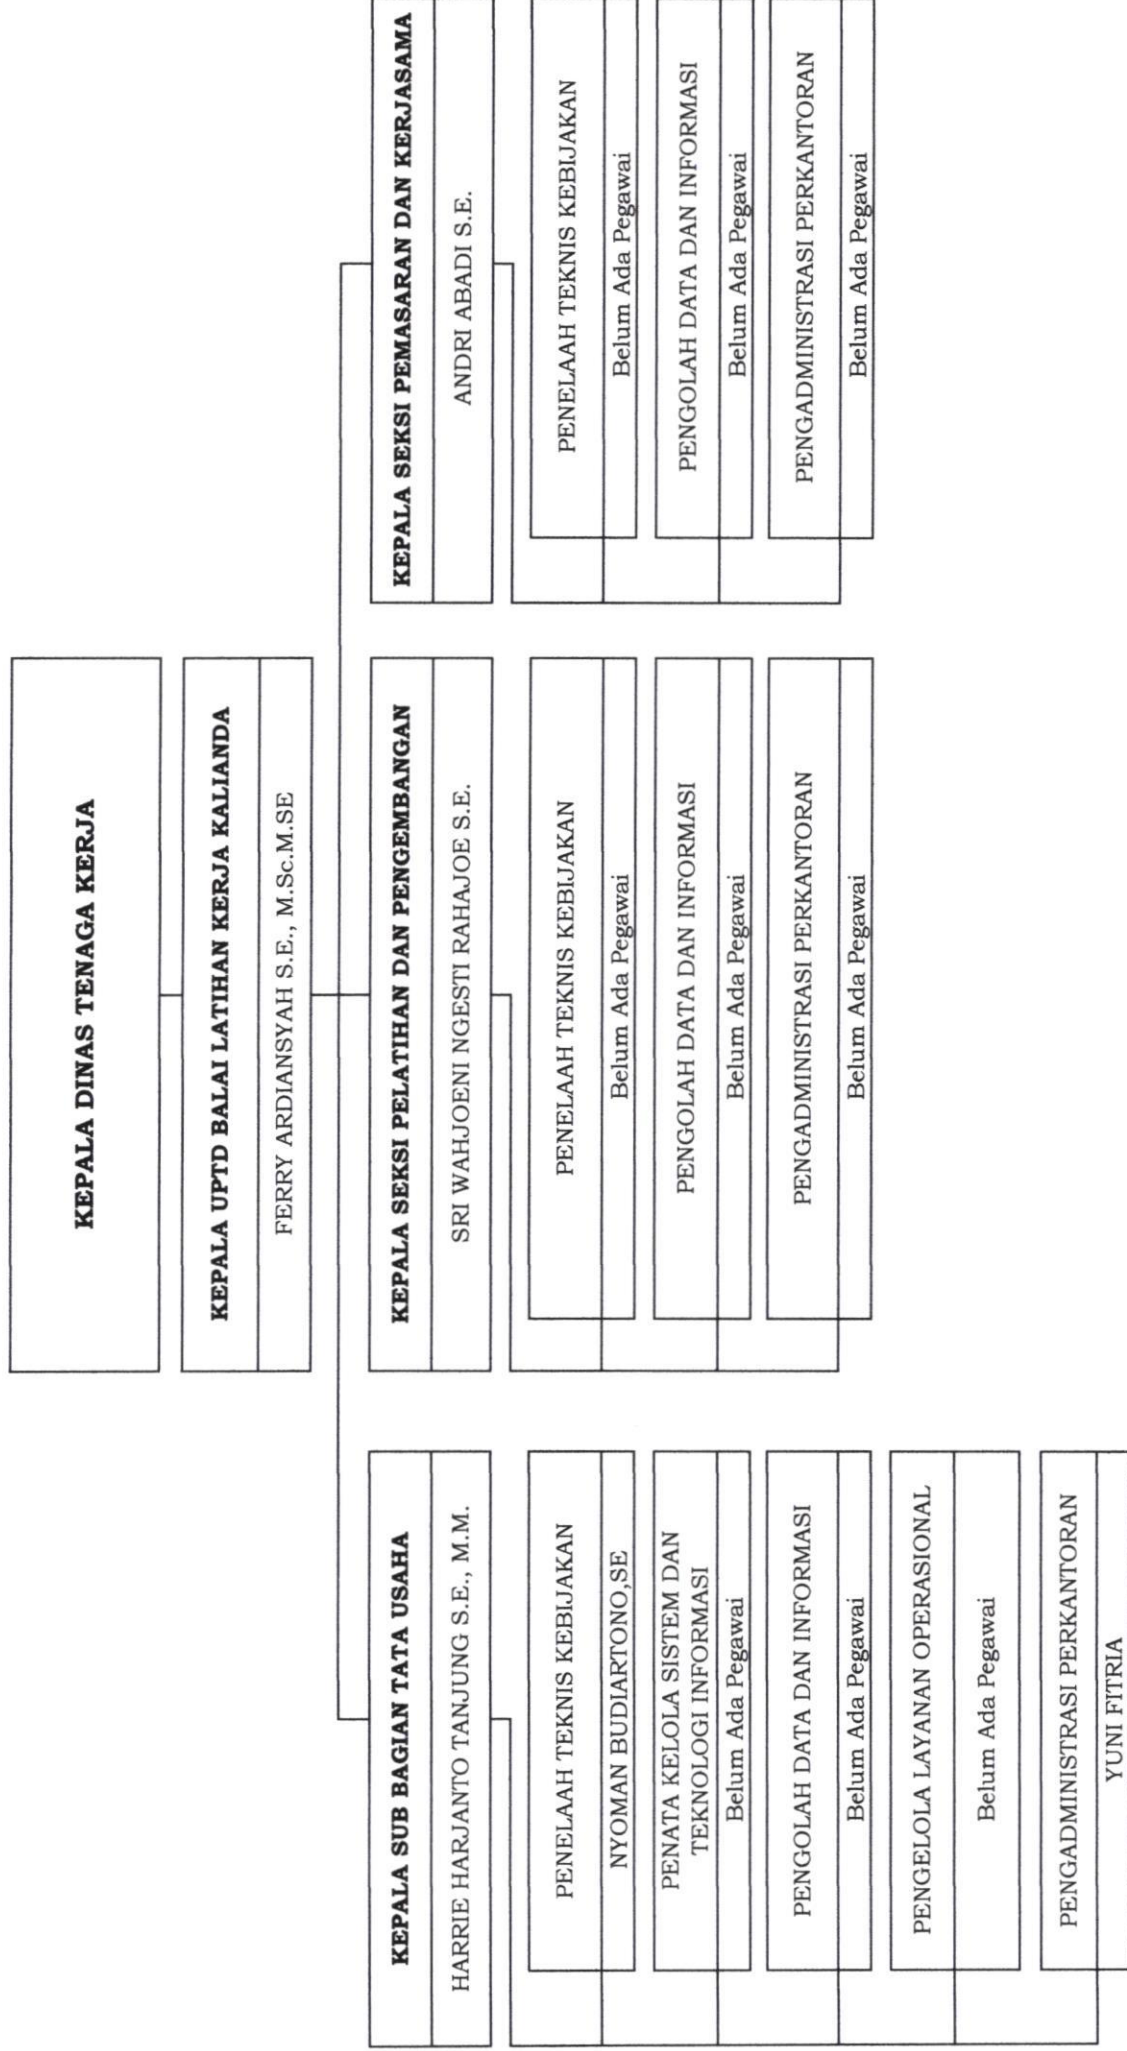 KEPALA DINAS TENAGA KERJA
KEPALA UPTD BALAI LATIHAN KERJA KALIANDA
FERRY ARDIANSYAH S.E., M.Sc.M.SE
KEPALA SUB BAGIAN TATA USAHA
HARRIE HARJANTO TANJUNG S.E., M.M.
PENELAAH TEKNIS KEBIJAKAN
NYOMAN BUDIARTONO,SE
PENATA KELOLA SISTEM DAN
TEKNOLOGI INFORMASI
Belum Ada Pegawai
PENGOLAH DATA DAN INFORMASI
Belum Ada Pegawai
PENGELOLA LAYANAN OPERASIONAL
Belum Ada Pegawai
PENGADMINISTRASI PERKANTORAN
YUNI FITRIA
KEPALA SEKSI PELATIHAN DAN PENGEMBANGAN
SRI WAHJOENI NGESTI RAHAJOE S.E.
PENELAAH TEKNIS KEBIJAKAN
Belum Ada Pegawai
PENGOLAH DATA DAN INFORMASI
Belum Ada Pegawai
PENGADMINISTRASI PERKANTORAN
Belum Ada Pegawai
KEPALA SEKSI PEMASARAN DAN KERJASAMA
ANDRI ABADI S.E.
PENELAAH TEKNIS KEBIJAKAN
Belum Ada Pegawai
PENGOLAH DATA DAN INFORMASI
Belum Ada Pegawai
PENGADMINISTRASI PERKANTORAN
Belum Ada Pegawai